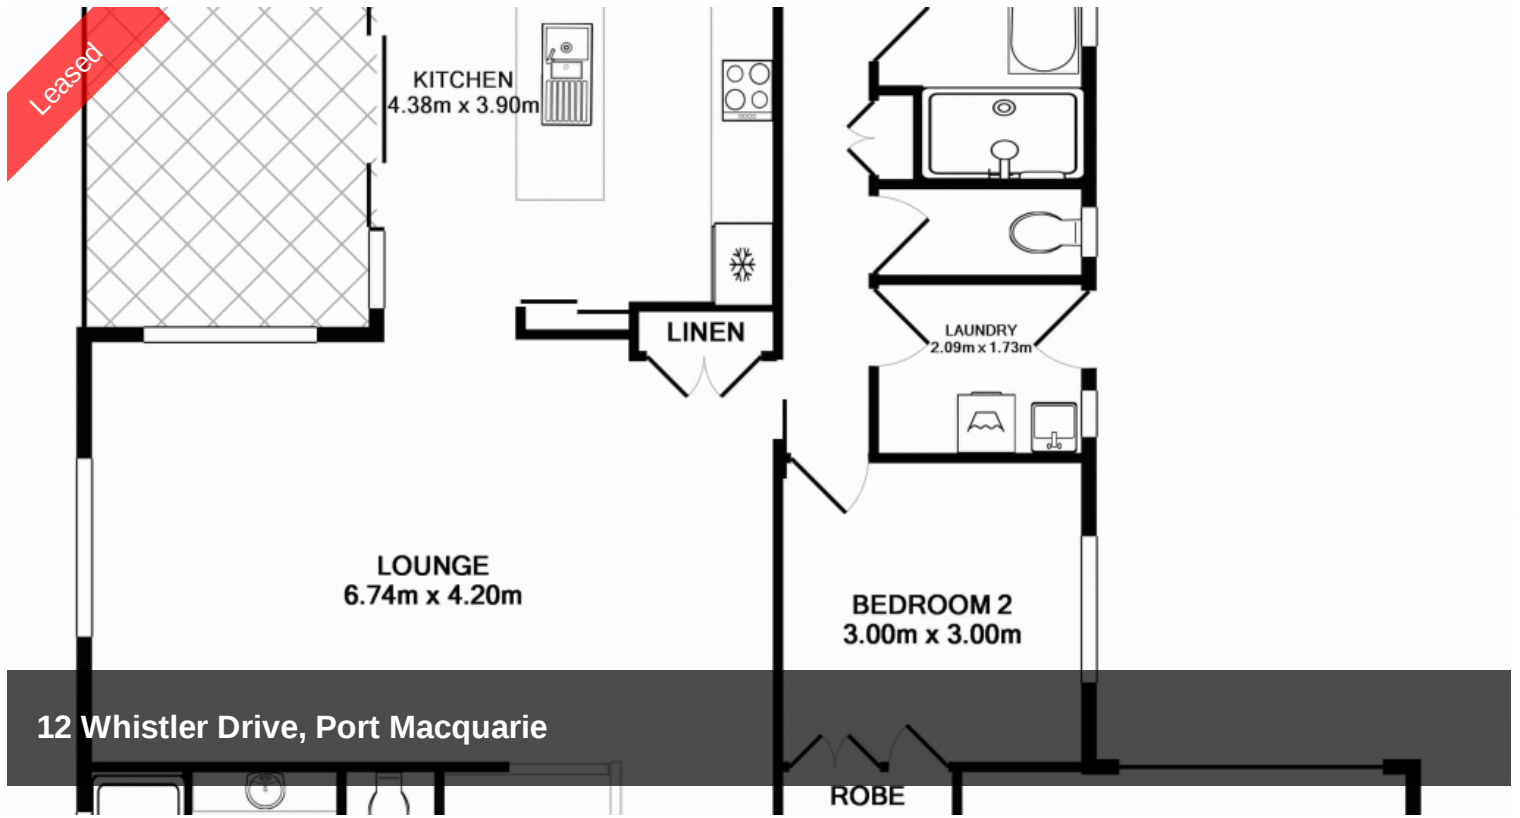 Leased
KITCHEN
4.38m x 3.90m
LINEN
LAUNDRY
2.09m x 1.73m
LOUNGE
6.74m x 4.20m
BEDROOM 2
3.00m x 3.00m
12 Whistler Drive, Port Macquarie
ROBE